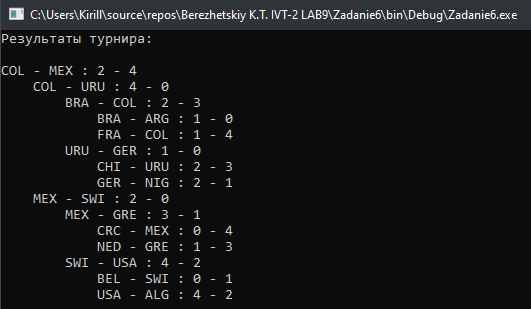 C:\Users\Kirill\source\repos\Berezhetskiy K.T. IVT-2 LAB9\Zadanie6\bin\Debug\Zadanie6.exe
Результаты турнира:
COL - MEX : 2 - 4
COL - URU : 4 - 0
BRA - COL : 2 - 3
BRA - ARG : 1 - 0
FRA - COL : 1 - 4
URU - GER : 1 - 0
CHI - URU : 2 - 3
GER - NIG : 2 - 1
MEX - SWI : 2 - 0
MEX - GRE : 3 - 1
CRC - MEX : 0 - 4
NED - GRE : 1 - 3
SWI - USA : 4 - 2
BEL - SWI : 0 - 1
USA - ALG : 4 - 2